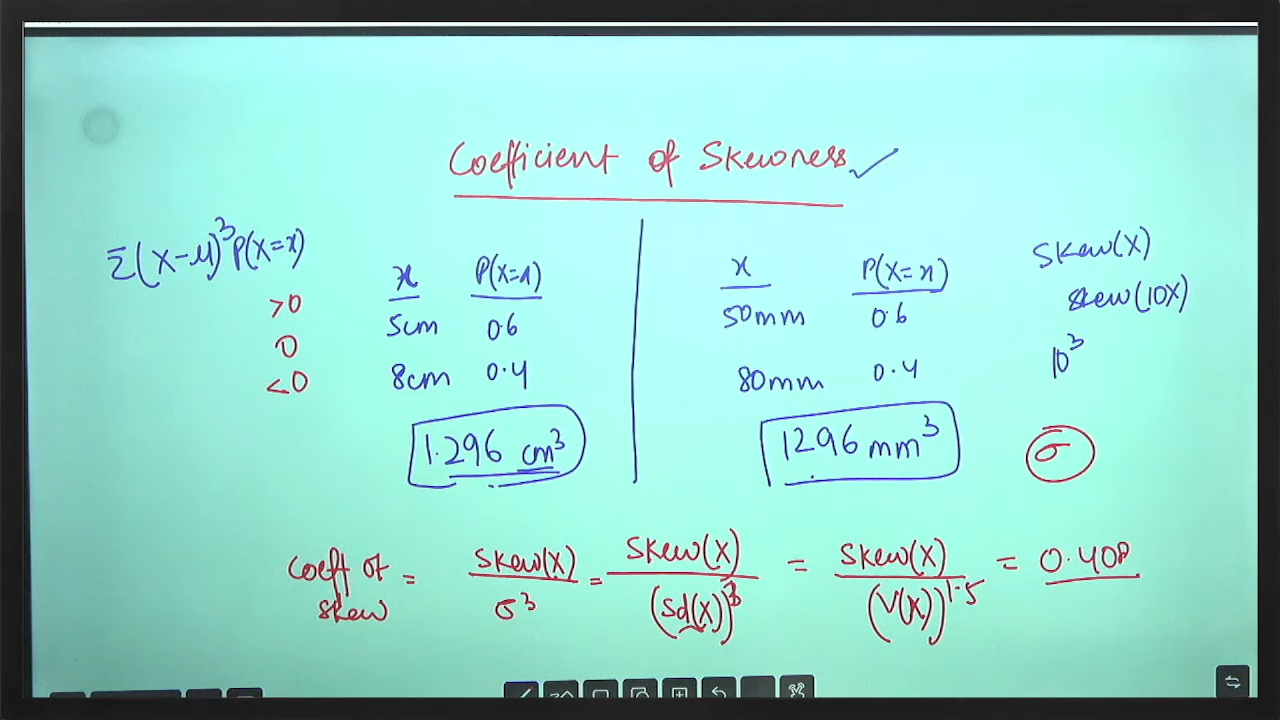 Coefficient of Skewness
Σ(X-μ)³P(X=x)
>0
0
<0
x P(X=x)
5cm 0.6
8cm 0.4
1.296 cm³
x P(X=x)
50mm 0.6
80mm 0.4
1296 mm³
Skew(X)
Skew(10X)
10³
σ
Coeff of skew = Skew(X)/σ³ = Skew(X)/(Sd(X))³ = Skew(X)/(V(X))^1.5 = 0.408